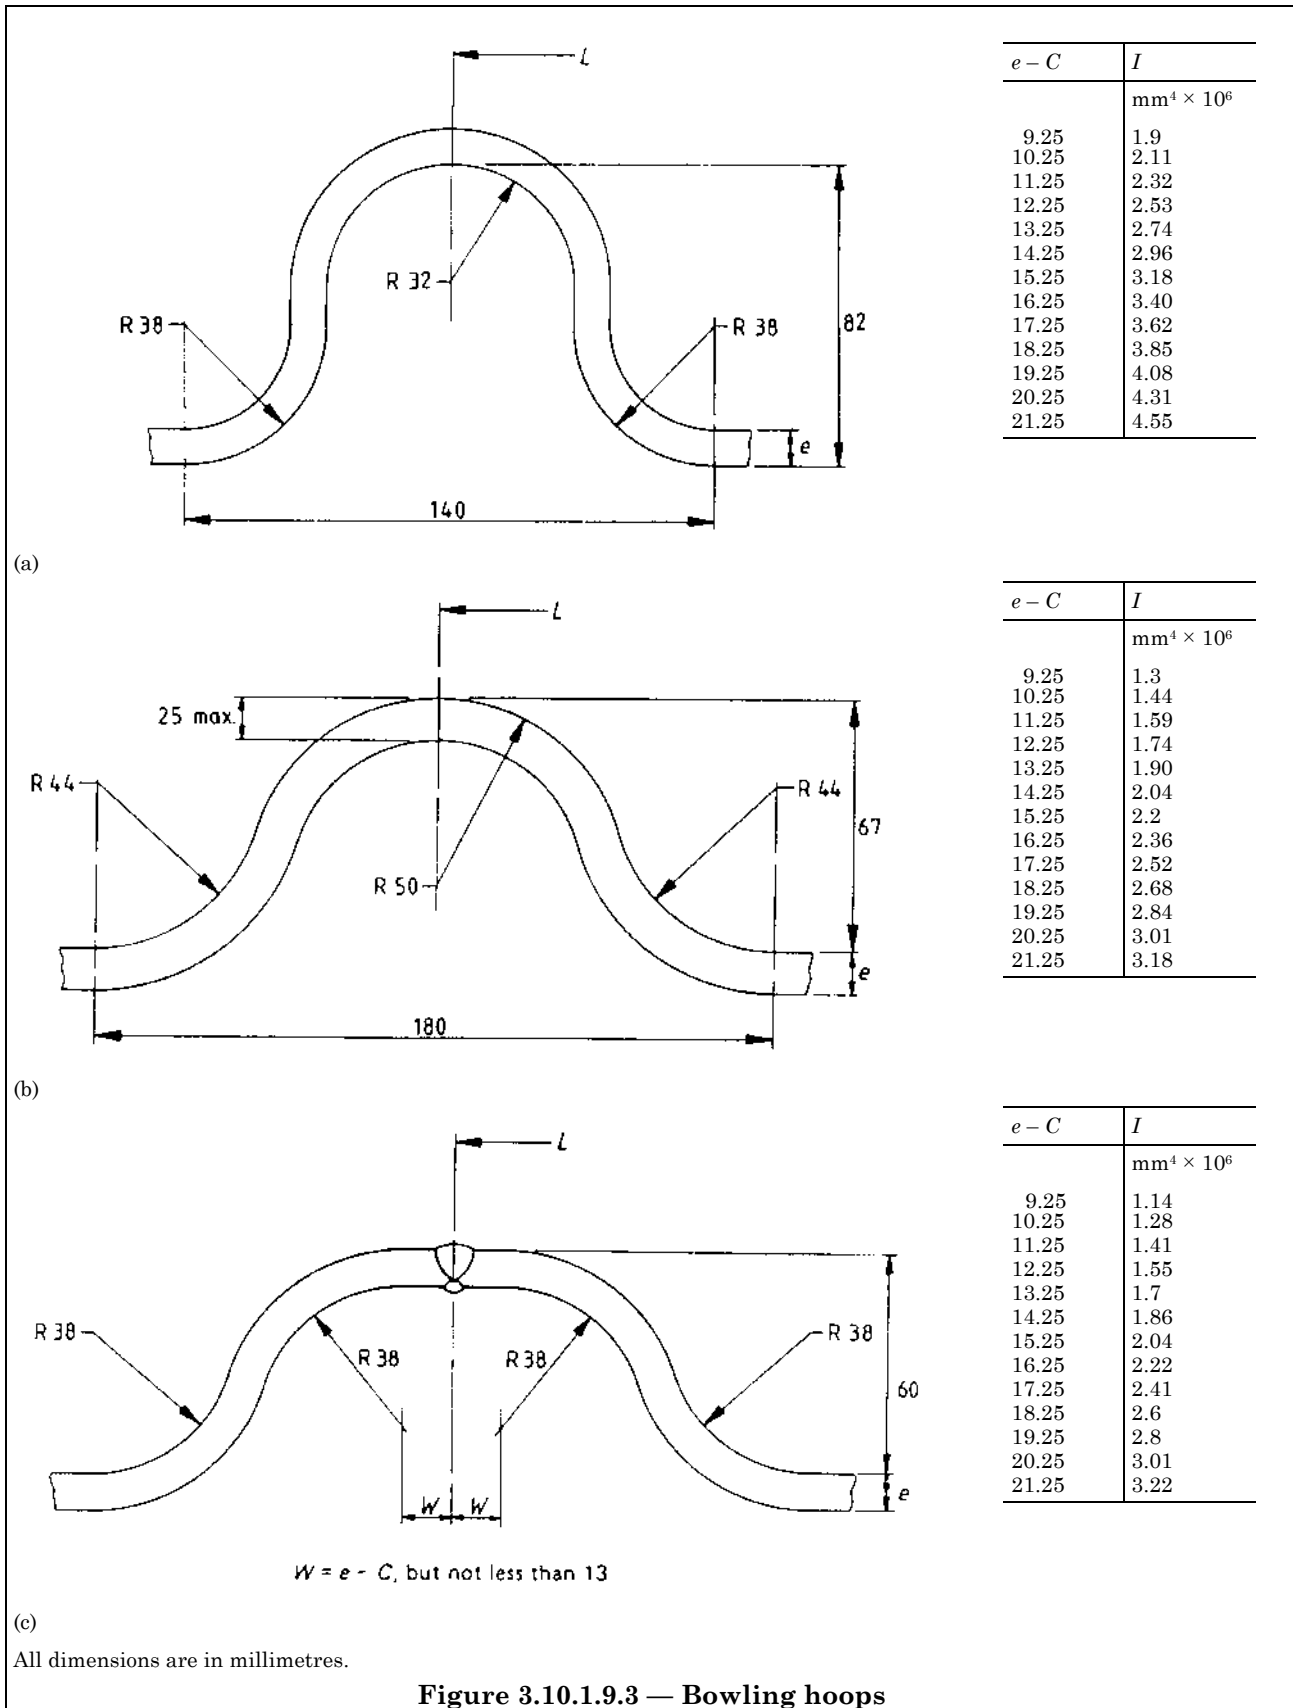 L
R 32
R 38
R 38
82
e
140
e – C I
mm⁴ × 10⁶
9.25 1.9
10.25 2.11
11.25 2.32
12.25 2.53
13.25 2.74
14.25 2.96
15.25 3.18
16.25 3.40
17.25 3.62
18.25 3.85
19.25 4.08
20.25 4.31
21.25 4.55
(a)
L
25 max.
R 44
R 44
67
R 50
e
180
e – C I
mm⁴ × 10⁶
9.25 1.3
10.25 1.44
11.25 1.59
12.25 1.74
13.25 1.90
14.25 2.04
15.25 2.2
16.25 2.36
17.25 2.52
18.25 2.68
19.25 2.84
20.25 3.01
21.25 3.18
(b)
L
R 38
R 38
R 38
R 38
60
e
W W
W = e - C, but not less than 13
e – C I
mm⁴ × 10⁶
9.25 1.14
10.25 1.28
11.25 1.41
12.25 1.55
13.25 1.7
14.25 1.86
15.25 2.04
16.25 2.22
17.25 2.41
18.25 2.6
19.25 2.8
20.25 3.01
21.25 3.22
(c)
All dimensions are in millimetres.
Figure 3.10.1.9.3 — Bowling hoops